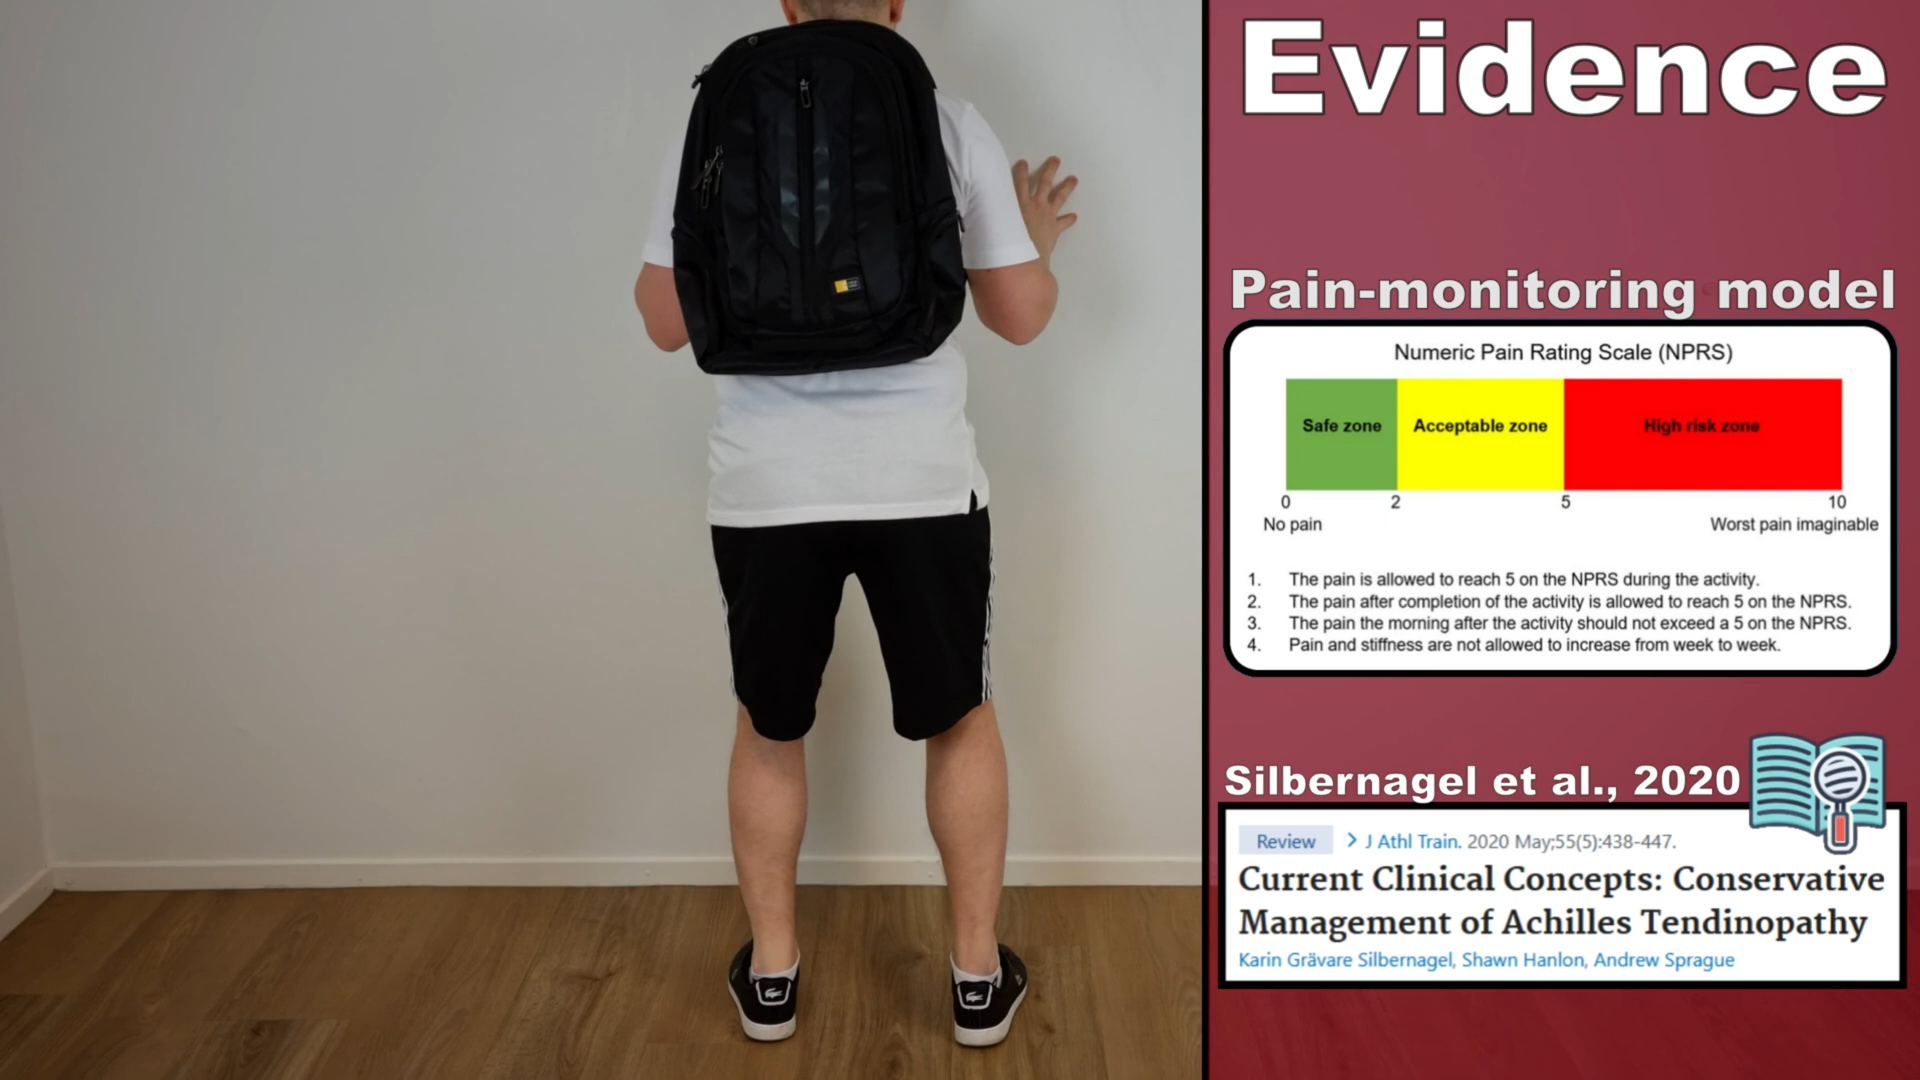 Evidence
Pain-monitoring model
Numeric Pain Rating Scale (NPRS)
Safe zone
Acceptable zone
High risk zone
0
2
5
10
No pain
Worst pain imaginable
1. The pain is allowed to reach 5 on the NPRS during the activity.
2. The pain after completion of the activity is allowed to reach 5 on the NPRS.
3. The pain the morning after the activity should not exceed a 5 on the NPRS.
4. Pain and stiffness are not allowed to increase from week to week.
Silbernagel et al., 2020
Review > J Athl Train. 2020 May;55(5):438-447.
Current Clinical Concepts: Conservative
Management of Achilles Tendinopathy
Karin Grävare Silbernagel, Shawn Hanlon, Andrew Sprague